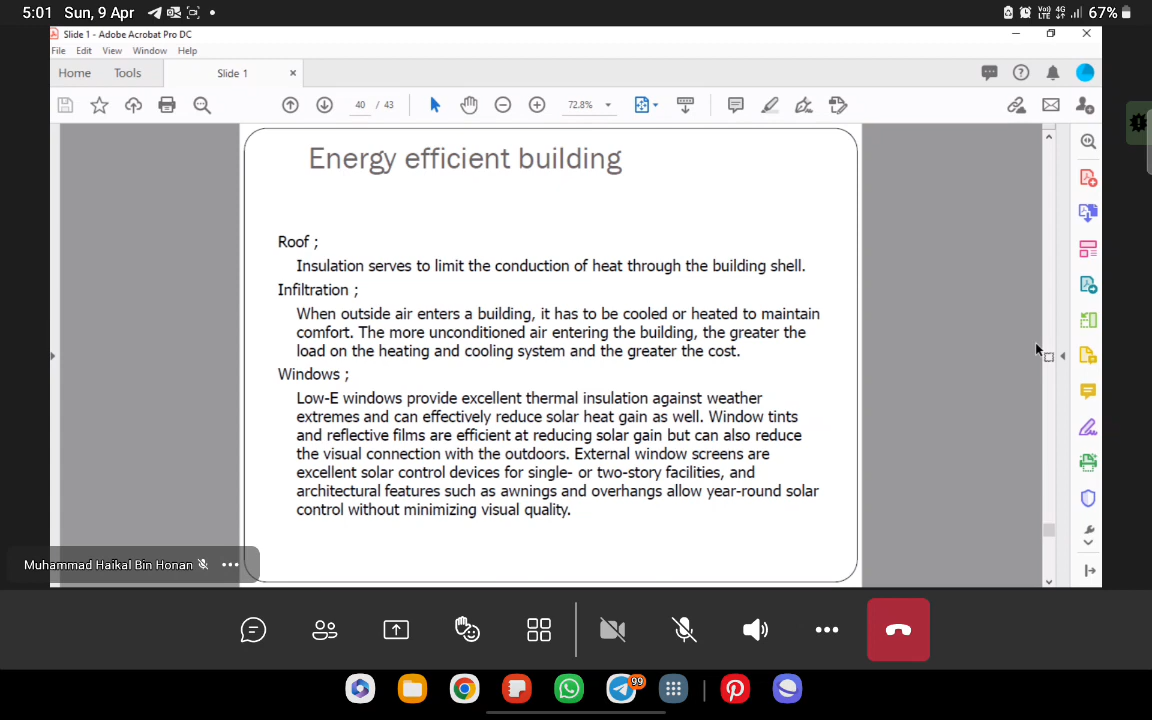 5:01 Sun, 9 Apr
Vo)) LTE 4G 67%
Slide 1 - Adobe Acrobat Pro DC
File Edit View Window Help
Home Tools Slide 1
40 / 43 72.8%
Energy efficient building
Roof ;
Insulation serves to limit the conduction of heat through the building shell.
Infiltration ;
When outside air enters a building, it has to be cooled or heated to maintain
comfort. The more unconditioned air entering the building, the greater the
load on the heating and cooling system and the greater the cost.
Windows ;
Low-E windows provide excellent thermal insulation against weather
extremes and can effectively reduce solar heat gain as well. Window tints
and reflective films are efficient at reducing solar gain but can also reduce
the visual connection with the outdoors. External window screens are
excellent solar control devices for single- or two-story facilities, and
architectural features such as awnings and overhangs allow year-round solar
control without minimizing visual quality.
Muhammad Haikal Bin Honan
99